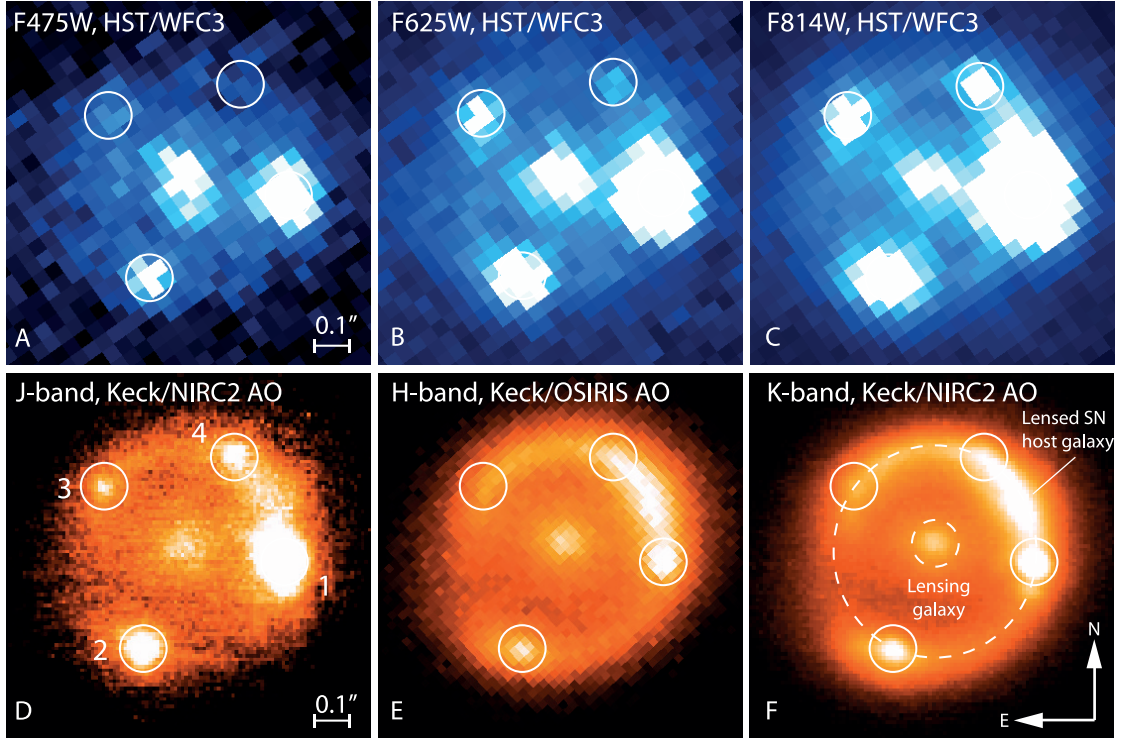 F475W, HST/WFC3
A
0.1”
F625W, HST/WFC3
B
F814W, HST/WFC3
C
J-band, Keck/NIRC2 AO
4
3
1
2
D
0.1”
H-band, Keck/OSIRIS AO
E
K-band, Keck/NIRC2 AO
Lensed SN
host galaxy
Lensing
galaxy
N
E
F